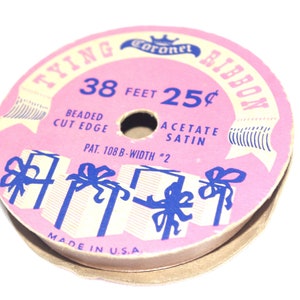 Coronet
TYING RIBBON
38 FEET 25¢
BEADED
CUT EDGE
ACETATE
SATIN
PAT. 108 B - WIDTH #2
MADE IN U.S.A.